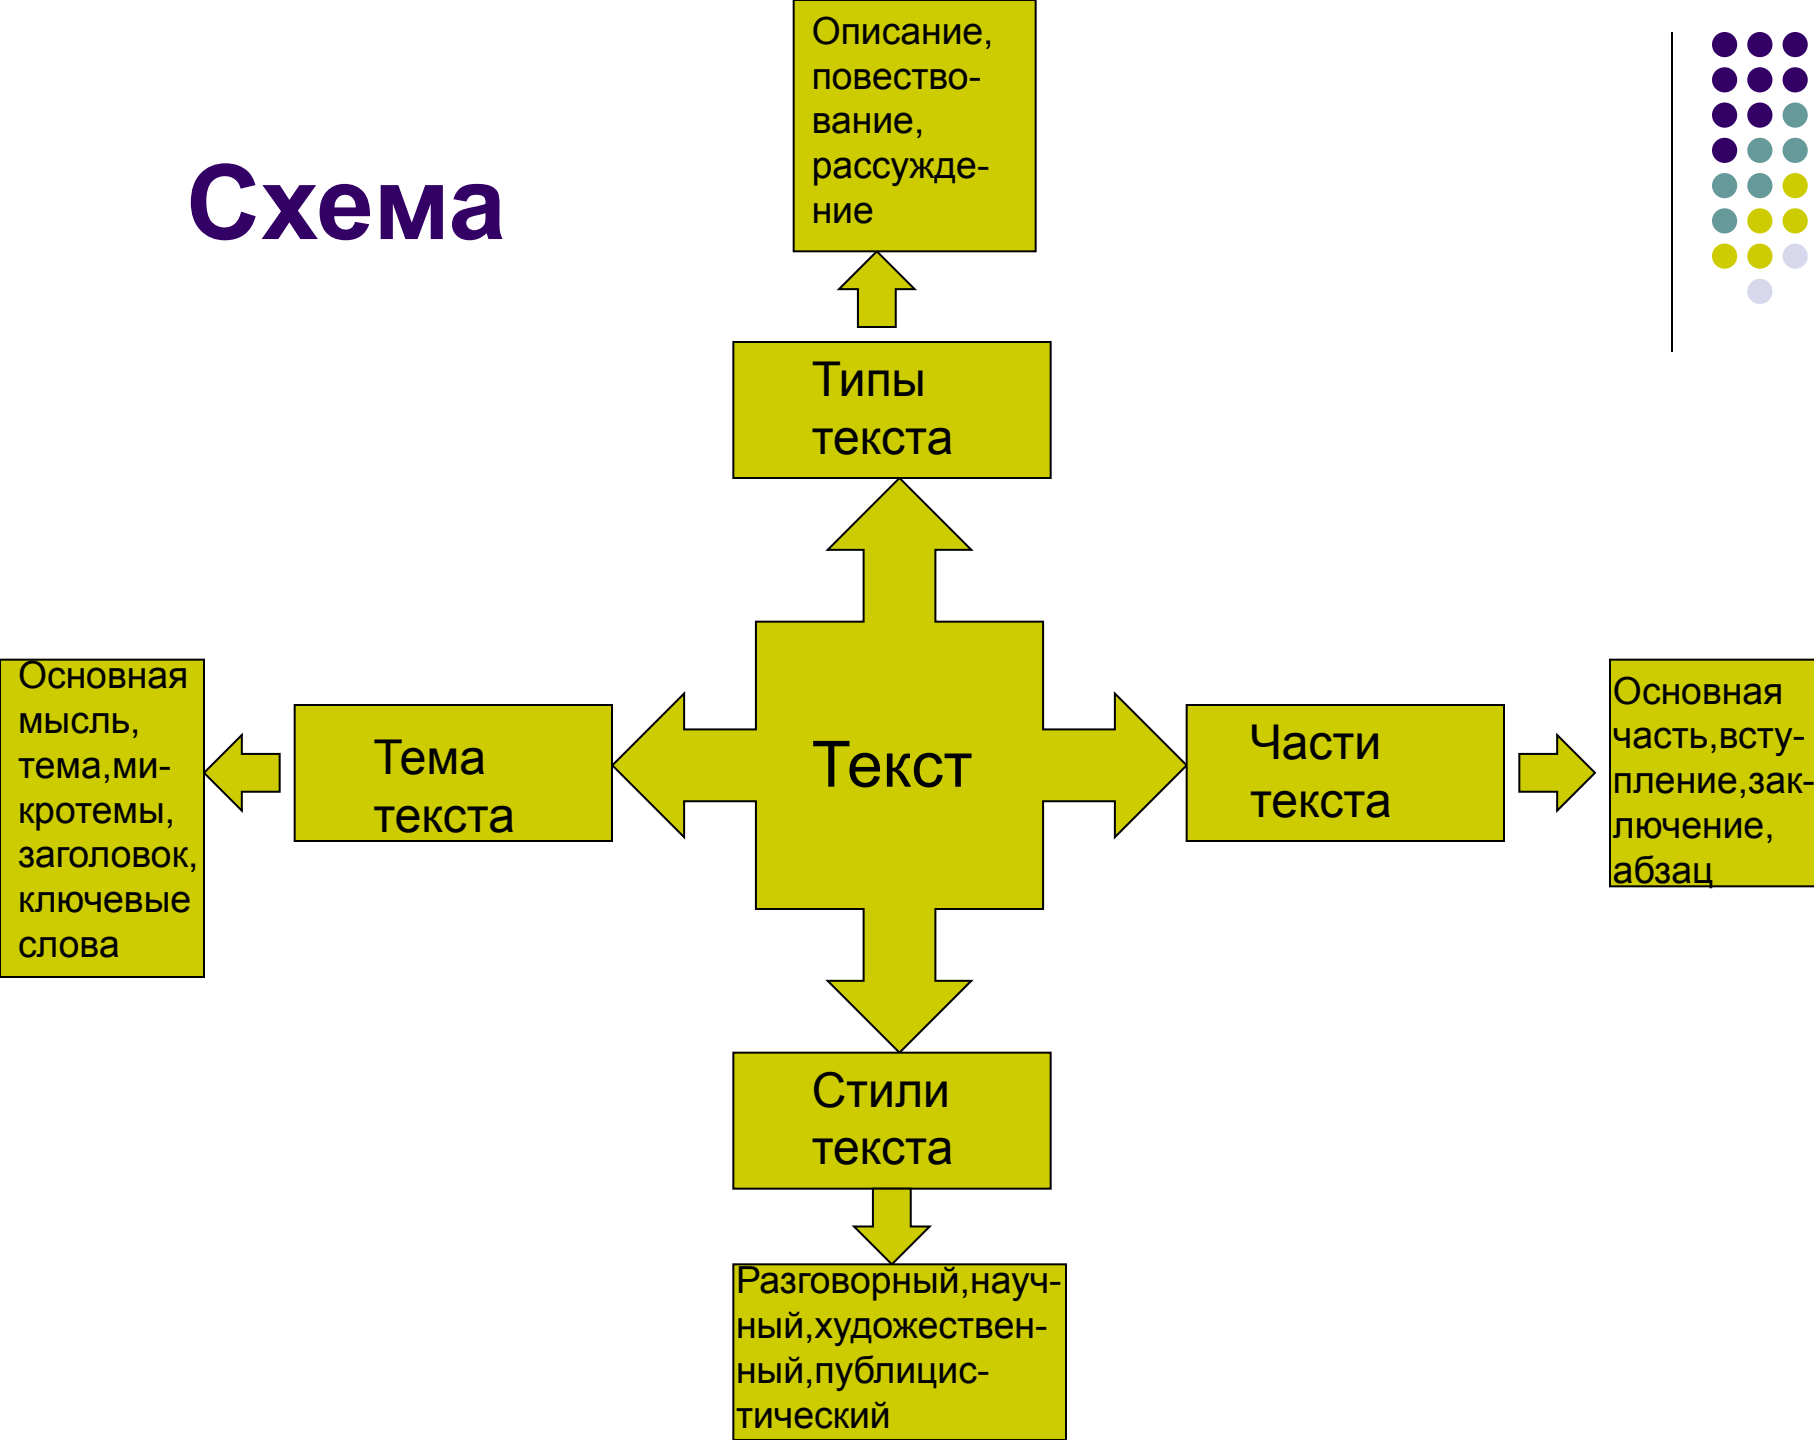 Схема
Описание,
повество-
вание,
рассужде-
ние
Типы
текста
Основная
мысль,
тема,ми-
кротемы,
заголовок,
ключевые
слова
Тема
текста
Текст
Части
текста
Основная
часть,всту-
пление,зак-
лючение,
абзац
Стили
текста
Разговорный,науч-
ный,художествен-
ный,публицис-
тический